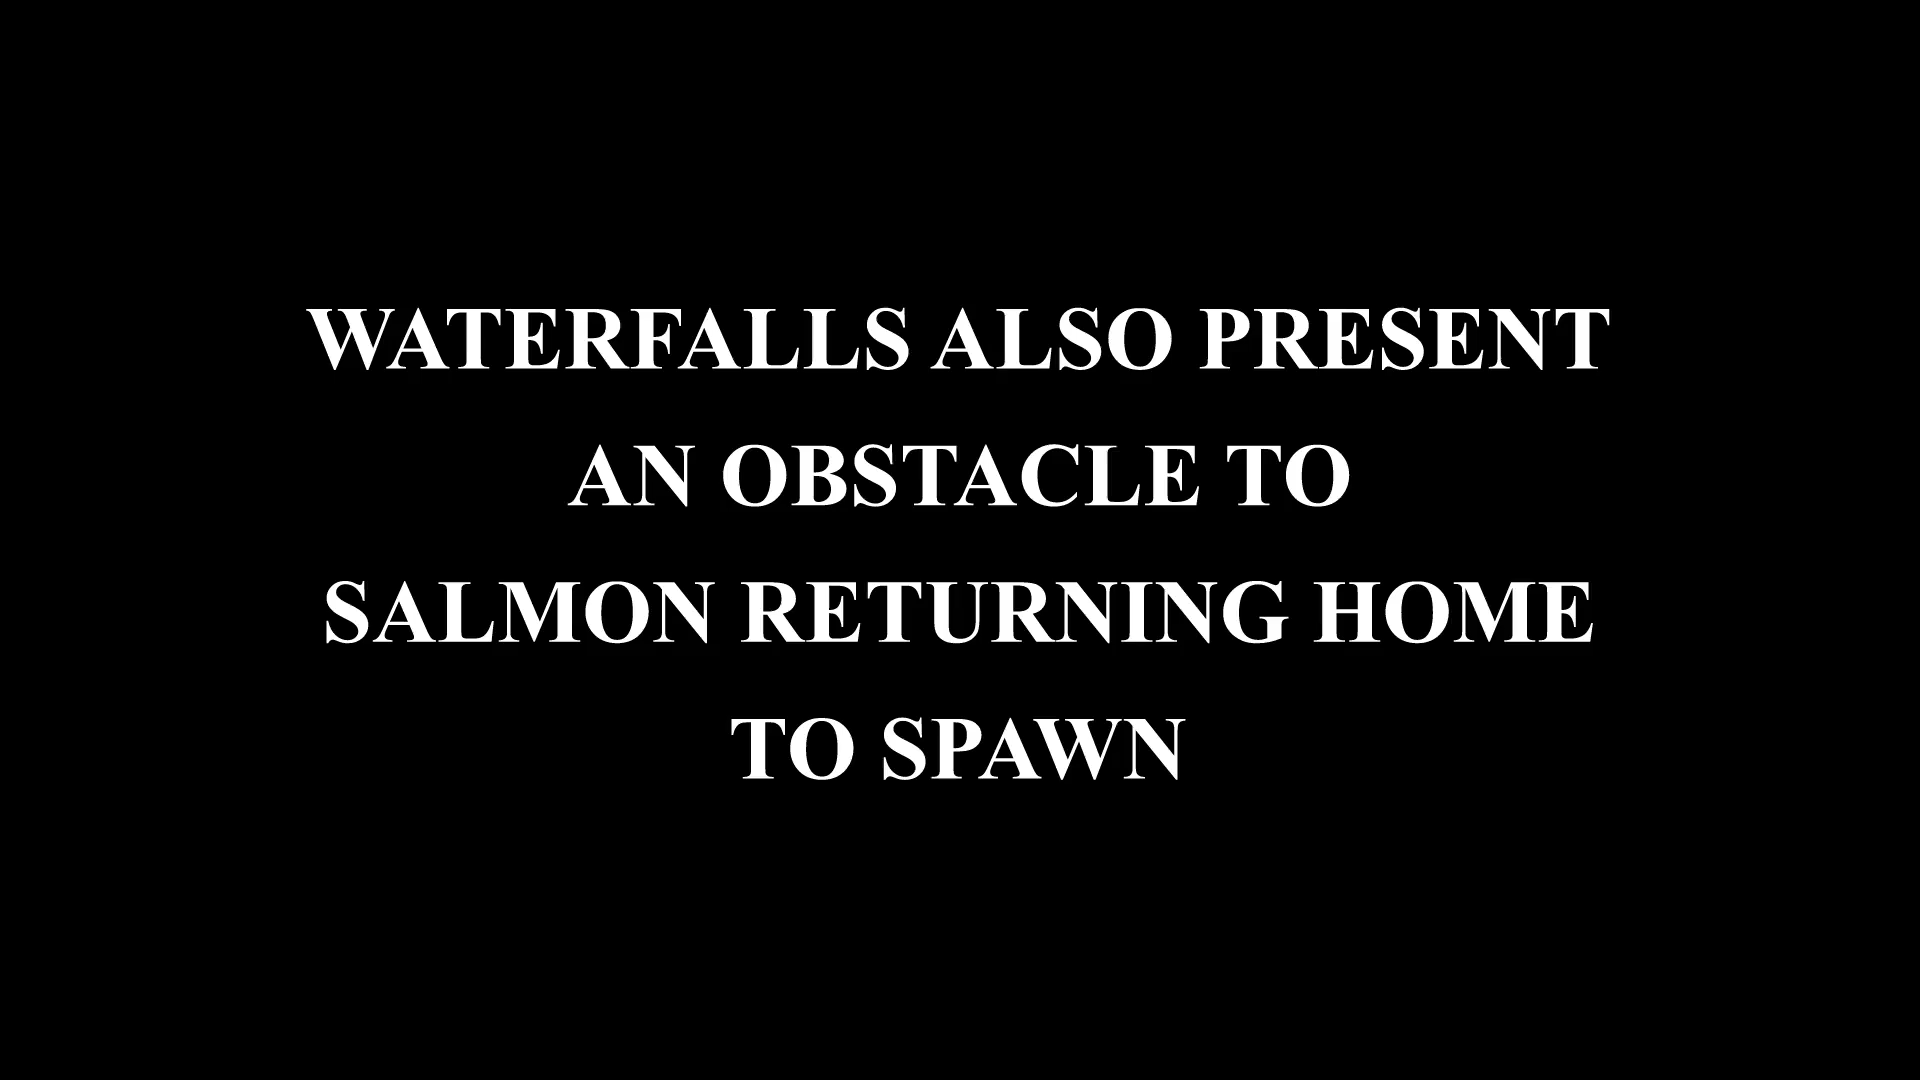 WATERFALLS ALSO PRESENT
AN OBSTACLE TO
SALMON RETURNING HOME
TO SPAWN